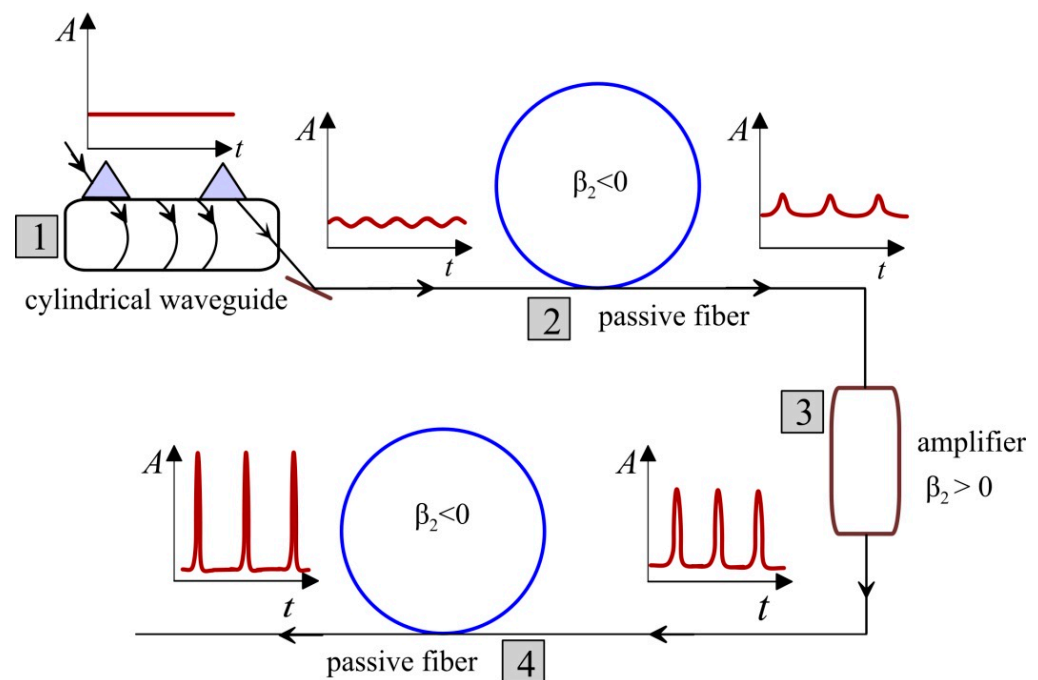 A
t
1
cylindrical waveguide
A
t
β₂<0
2
passive fiber
A
t
3
amplifier
β₂ > 0
A
t
β₂<0
A
t
passive fiber
4